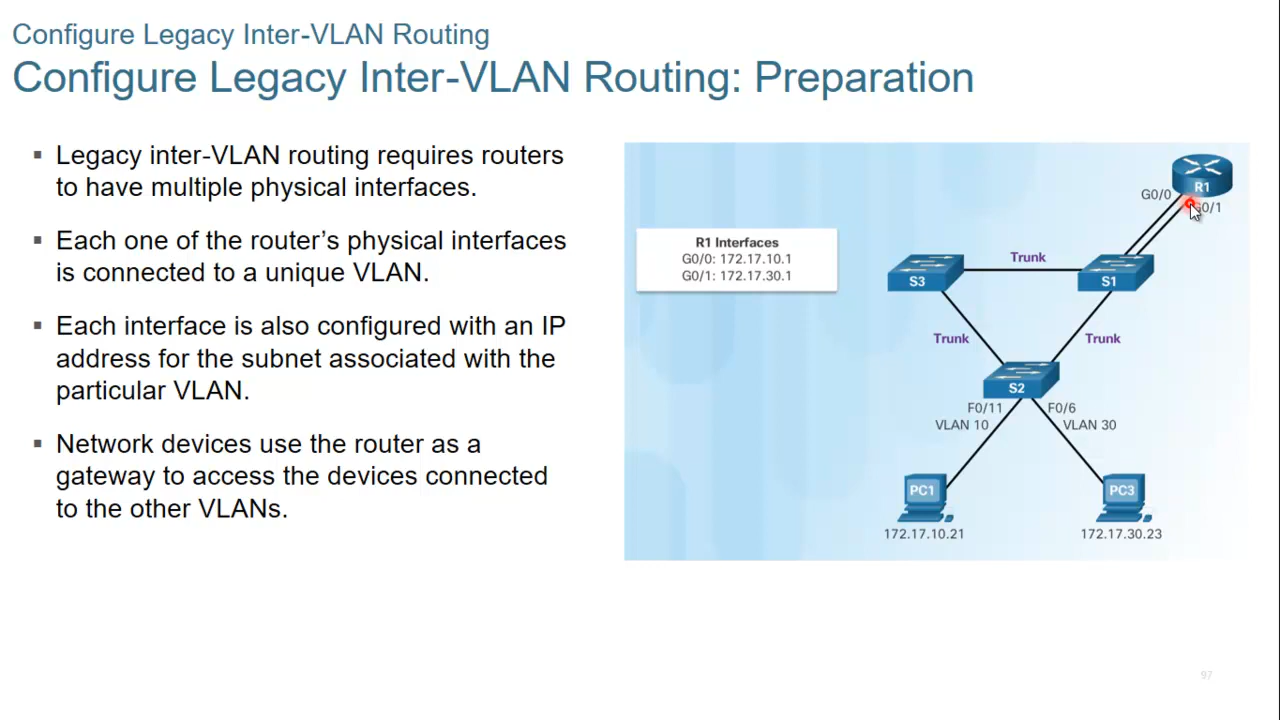 Configure Legacy Inter-VLAN Routing
Configure Legacy Inter-VLAN Routing: Preparation
▪ Legacy inter-VLAN routing requires routers
to have multiple physical interfaces.
▪ Each one of the router’s physical interfaces
is connected to a unique VLAN.
▪ Each interface is also configured with an IP
address for the subnet associated with the
particular VLAN.
▪ Network devices use the router as a
gateway to access the devices connected
to the other VLANs.
R1
G0/0
0/1
R1 Interfaces
G0/0: 172.17.10.1
G0/1: 172.17.30.1
Trunk
S3
S1
Trunk
Trunk
S2
F0/11
F0/6
VLAN 10
VLAN 30
PC1
PC3
172.17.10.21
172.17.30.23
97